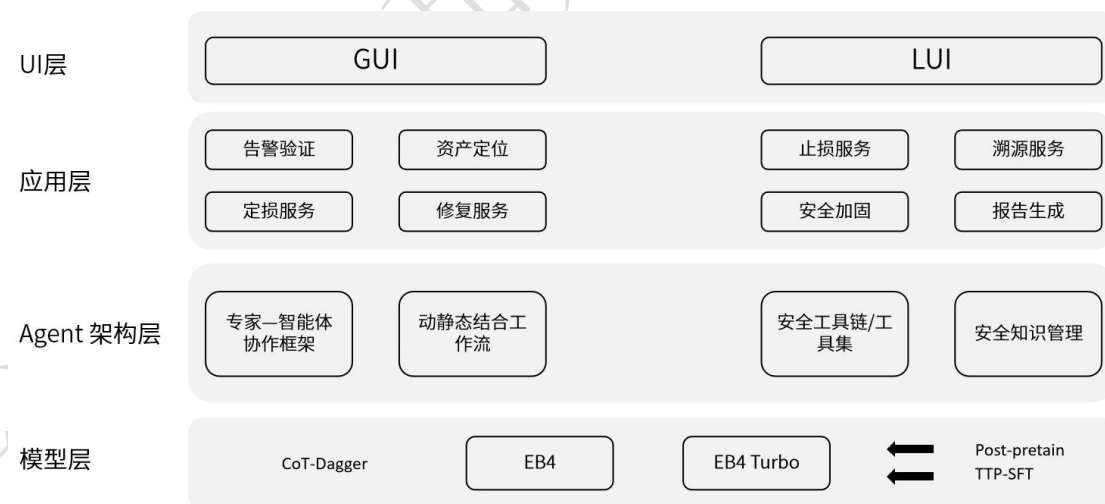 UI层
GUI
LUI
应用层
告警验证
资产定位
止损服务
溯源服务
定损服务
修复服务
安全加固
报告生成
Agent 架构层
专家—智能体
协作框架
动静态结合工
作流
安全工具链/工
具集
安全知识管理
模型层
CoT-Dagger
EB4
EB4 Turbo
Post-pretain
TTP-SFT